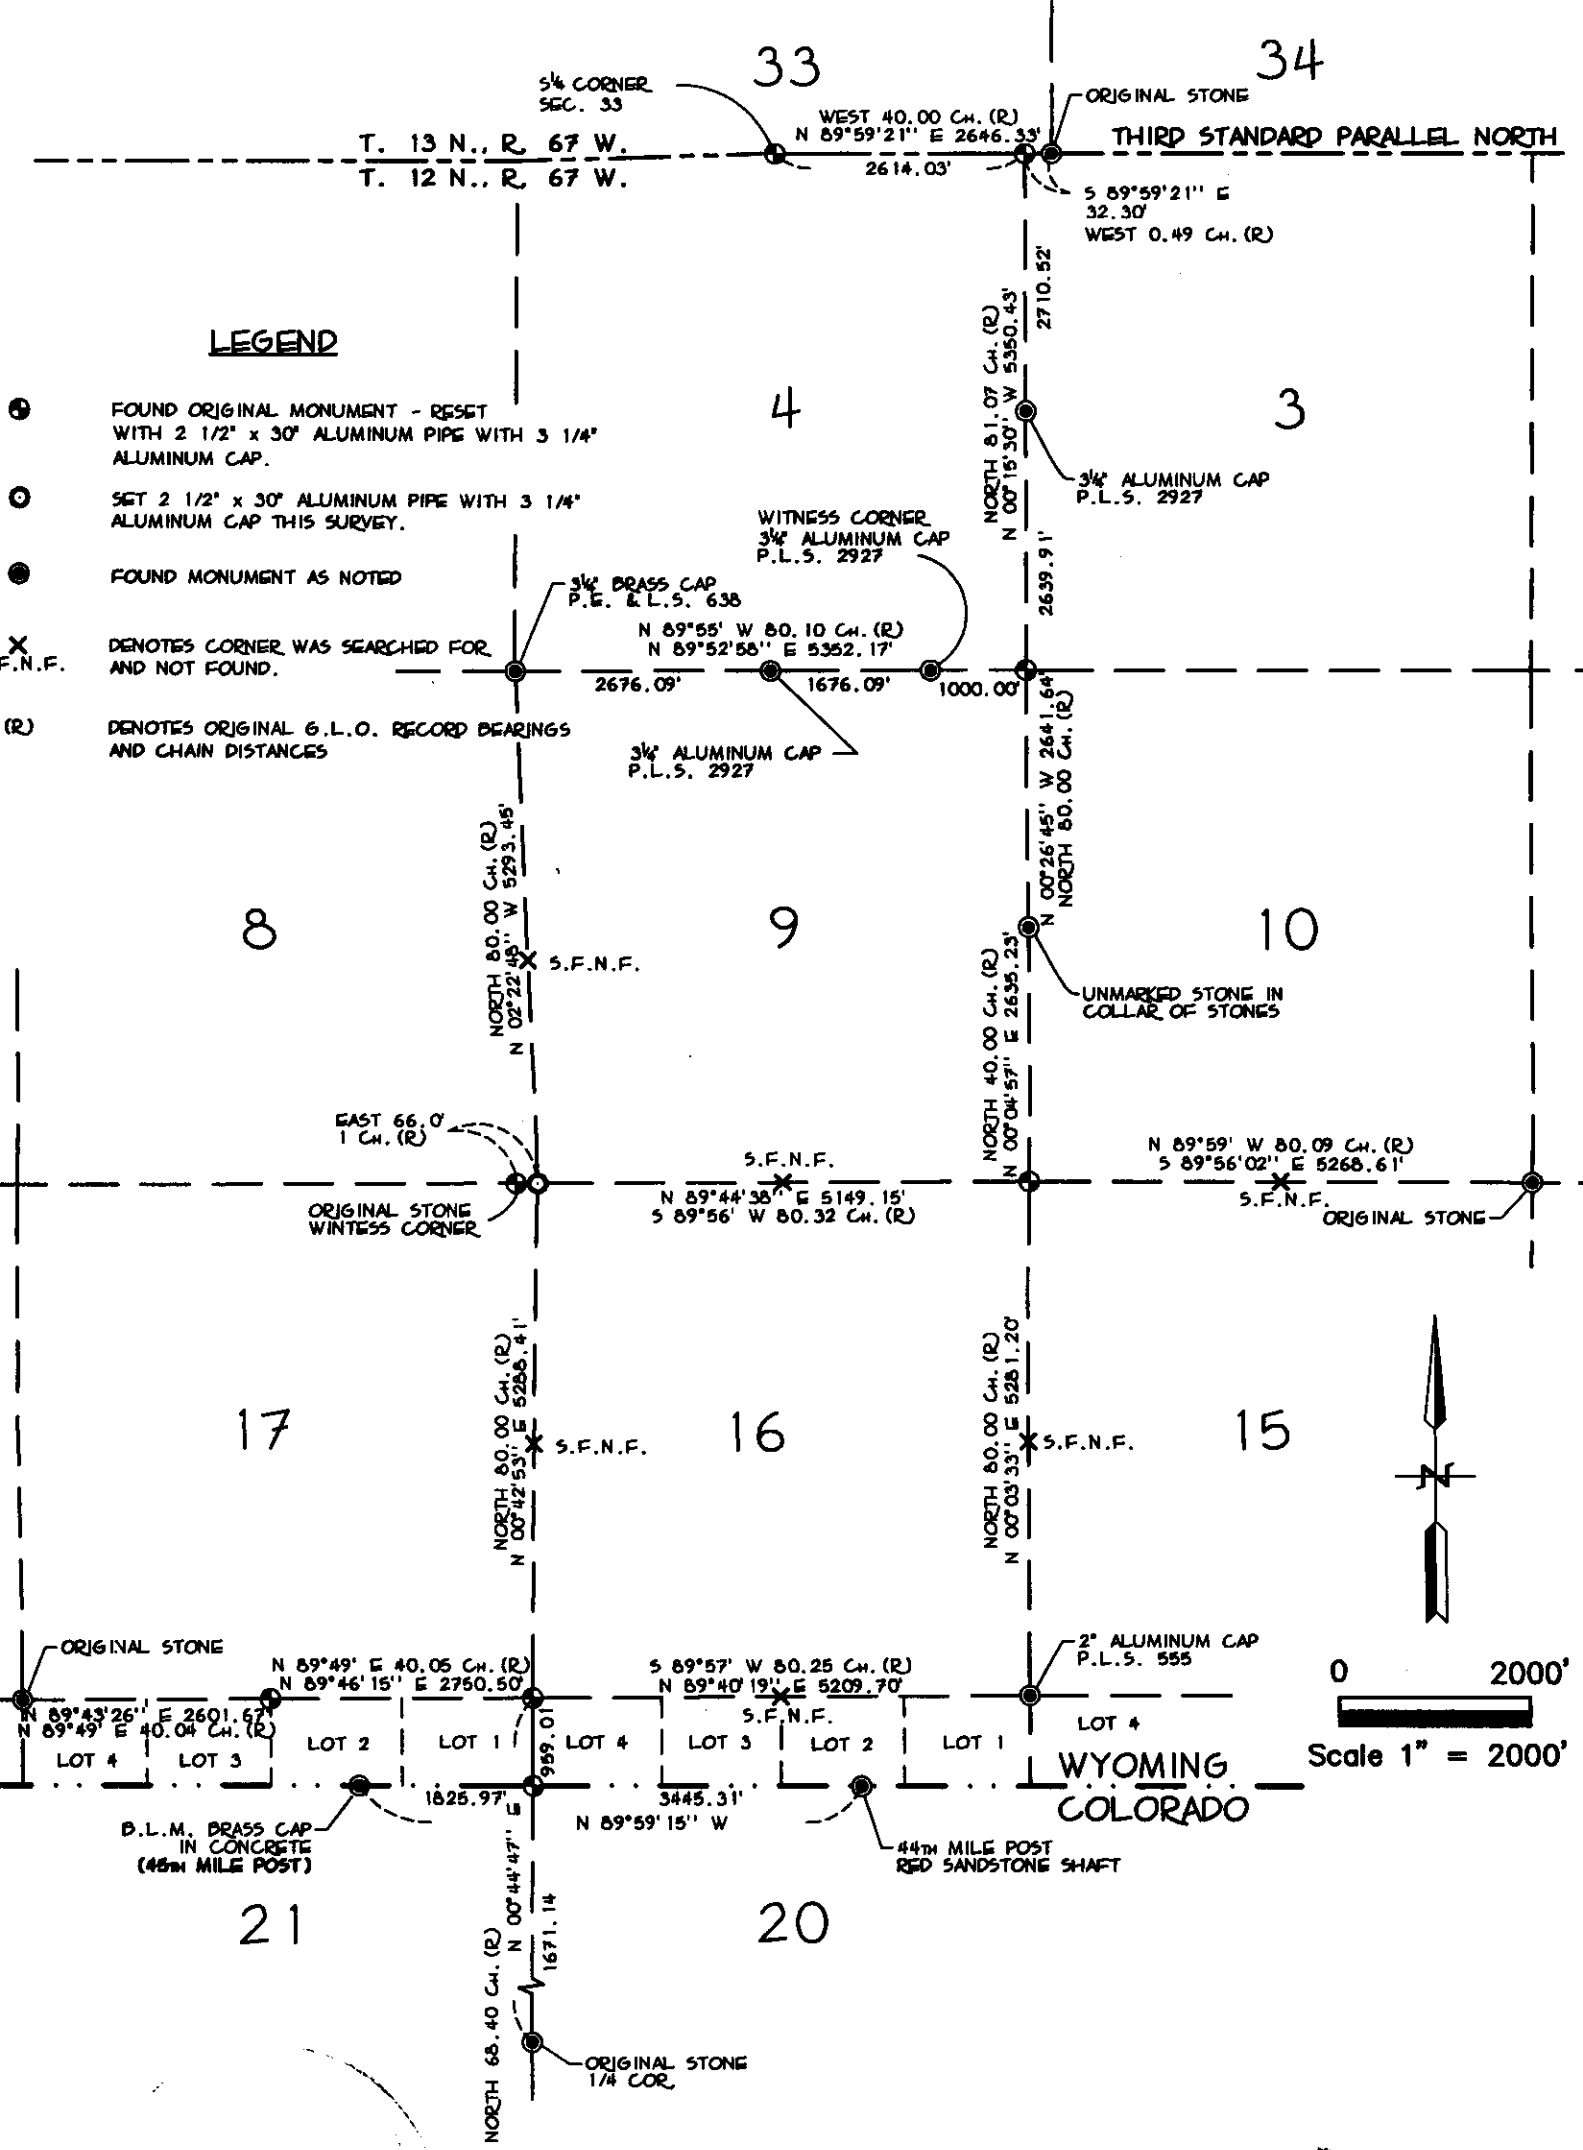 33
34
S¼ CORNER
SEC. 33
ORIGINAL STONE
WEST 40.00 CH. (R)
N 89°59'21" E 2646.33'
T. 13 N., R. 67 W.
THIRD STANDARD PARALLEL NORTH
T. 12 N., R. 67 W.
2614.03'
S 89°59'21" E
32.30'
WEST 0.49 CH. (R)
2710.52'
NORTH 81.07 CH. (R)
N 00°15'30" W 5350.43'
2639.91'
LEGEND
FOUND ORIGINAL MONUMENT - RESET
WITH 2 1/2" x 30" ALUMINUM PIPE WITH 3 1/4"
ALUMINUM CAP.
SET 2 1/2" x 30" ALUMINUM PIPE WITH 3 1/4"
ALUMINUM CAP THIS SURVEY.
FOUND MONUMENT AS NOTED
X
F.N.F.
DENOTES CORNER WAS SEARCHED FOR
AND NOT FOUND.
(R)
DENOTES ORIGINAL G.L.O. RECORD BEARINGS
AND CHAIN DISTANCES
4
3
3¼" ALUMINUM CAP
P.L.S. 2927
WITNESS CORNER
3¼" ALUMINUM CAP
P.L.S. 2927
3¼" BRASS CAP
P.E. & L.S. 638
N 89°55' W 80.10 CH. (R)
N 89°52'58" E 5352.17'
2676.09'
1676.09'
1000.00'
3¼" ALUMINUM CAP
P.L.S. 2927
N 00°26'45" W 2641.64'
NORTH 80.00 CH. (R)
NORTH 80.00 CH. (R)
N 02°22'48" W 5293.45'
8
9
10
S.F.N.F.
UNMARKED STONE IN
COLLAR OF STONES
NORTH 40.00 CH. (R)
N 00°04'57" E 2635.23'
EAST 66.0'
1 CH. (R)
S.F.N.F.
N 89°44'38" E 5149.15'
S 89°56' W 80.32 CH. (R)
N 89°59' W 80.09 CH. (R)
S 89°56'02" E 5268.61'
S.F.N.F.
ORIGINAL STONE
ORIGINAL STONE
WINTESS CORNER
NORTH 80.00 CH. (R)
N 00°42'53" E 5288.41'
NORTH 80.00 CH. (R)
N 00°03'33" E 5281.20'
17
16
15
S.F.N.F.
S.F.N.F.
N
ORIGINAL STONE
N 89°49' E 40.05 CH. (R)
N 89°46'15" E 2750.50'
S 89°57' W 80.25 CH. (R)
N 89°40'19" E 5209.70'
S.F.N.F.
2" ALUMINUM CAP
P.L.S. 555
0 2000'
Scale 1" = 2000'
N 89°43'26" E 2601.67'
N 89°49' E 40.04 CH. (R)
LOT 4
LOT 3
LOT 2
LOT 1
959.01
LOT 4
LOT 3
LOT 2
LOT 1
LOT 4
WYOMING
COLORADO
1825.97'
3445.31'
N 89°59'15" W
B.L.M. BRASS CAP
IN CONCRETE
MILE POST)
44TH MILE POST
RED SANDSTONE SHAFT
21
20
N 00°44'47" E
1671.14
NORTH 68.40 CH. (R)
ORIGINAL STONE
1/4 COR.